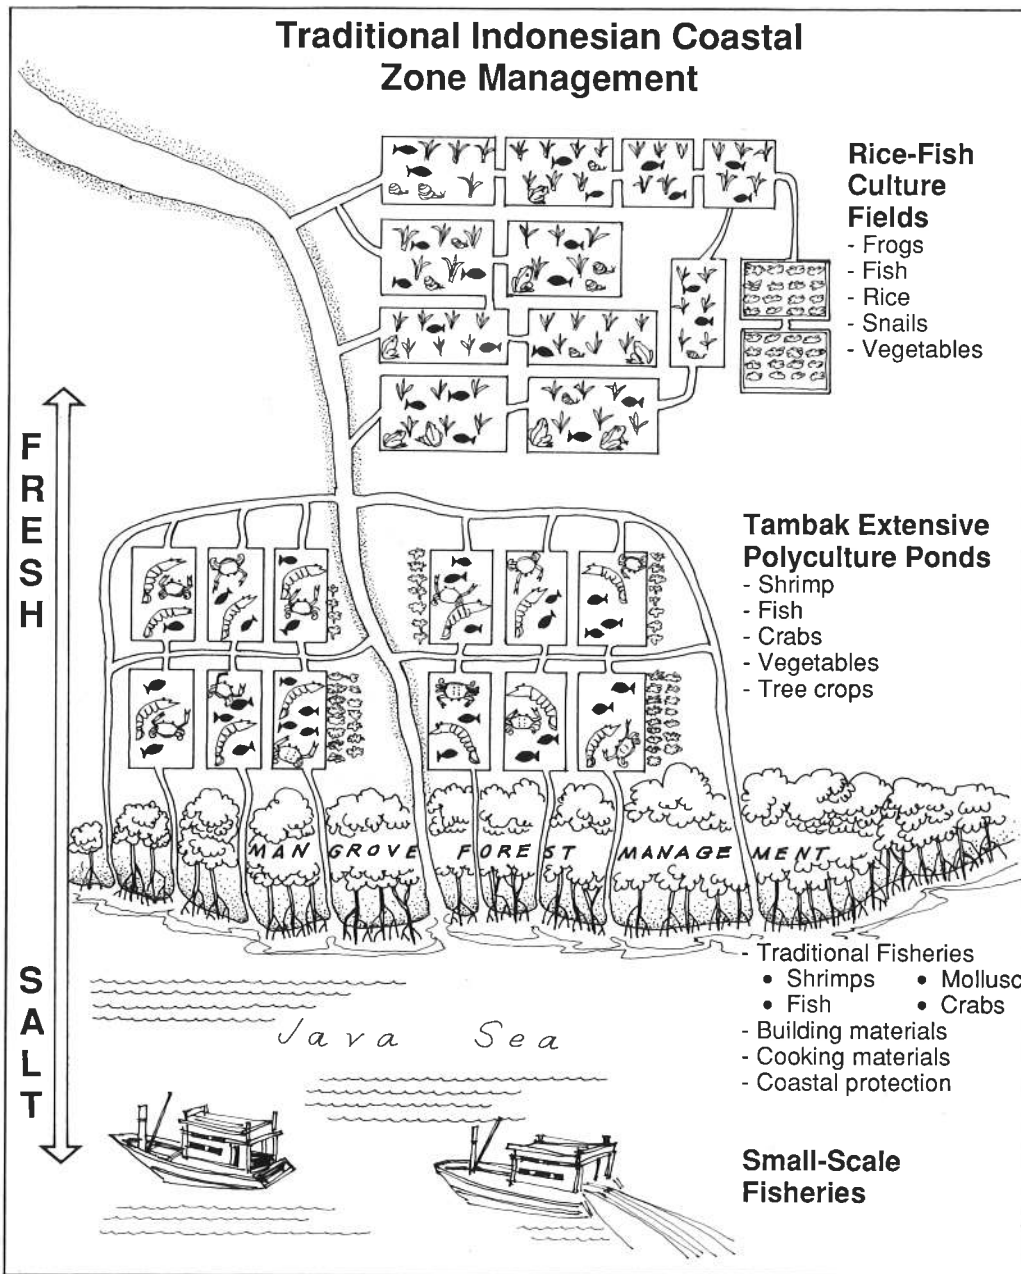 Traditional Indonesian Coastal
Zone Management
Rice-Fish
Culture
Fields
- Frogs
- Fish
- Rice
- Snails
- Vegetables
FRESH
Tambak Extensive
Polyculture Ponds
- Shrimp
- Fish
- Crabs
- Vegetables
- Tree crops
MANGROVE FOREST MANAGEMENT
SALT
- Traditional Fisheries
• Shrimps • Mollusc
• Fish • Crabs
- Building materials
- Cooking materials
- Coastal protection
Java Sea
Small-Scale
Fisheries